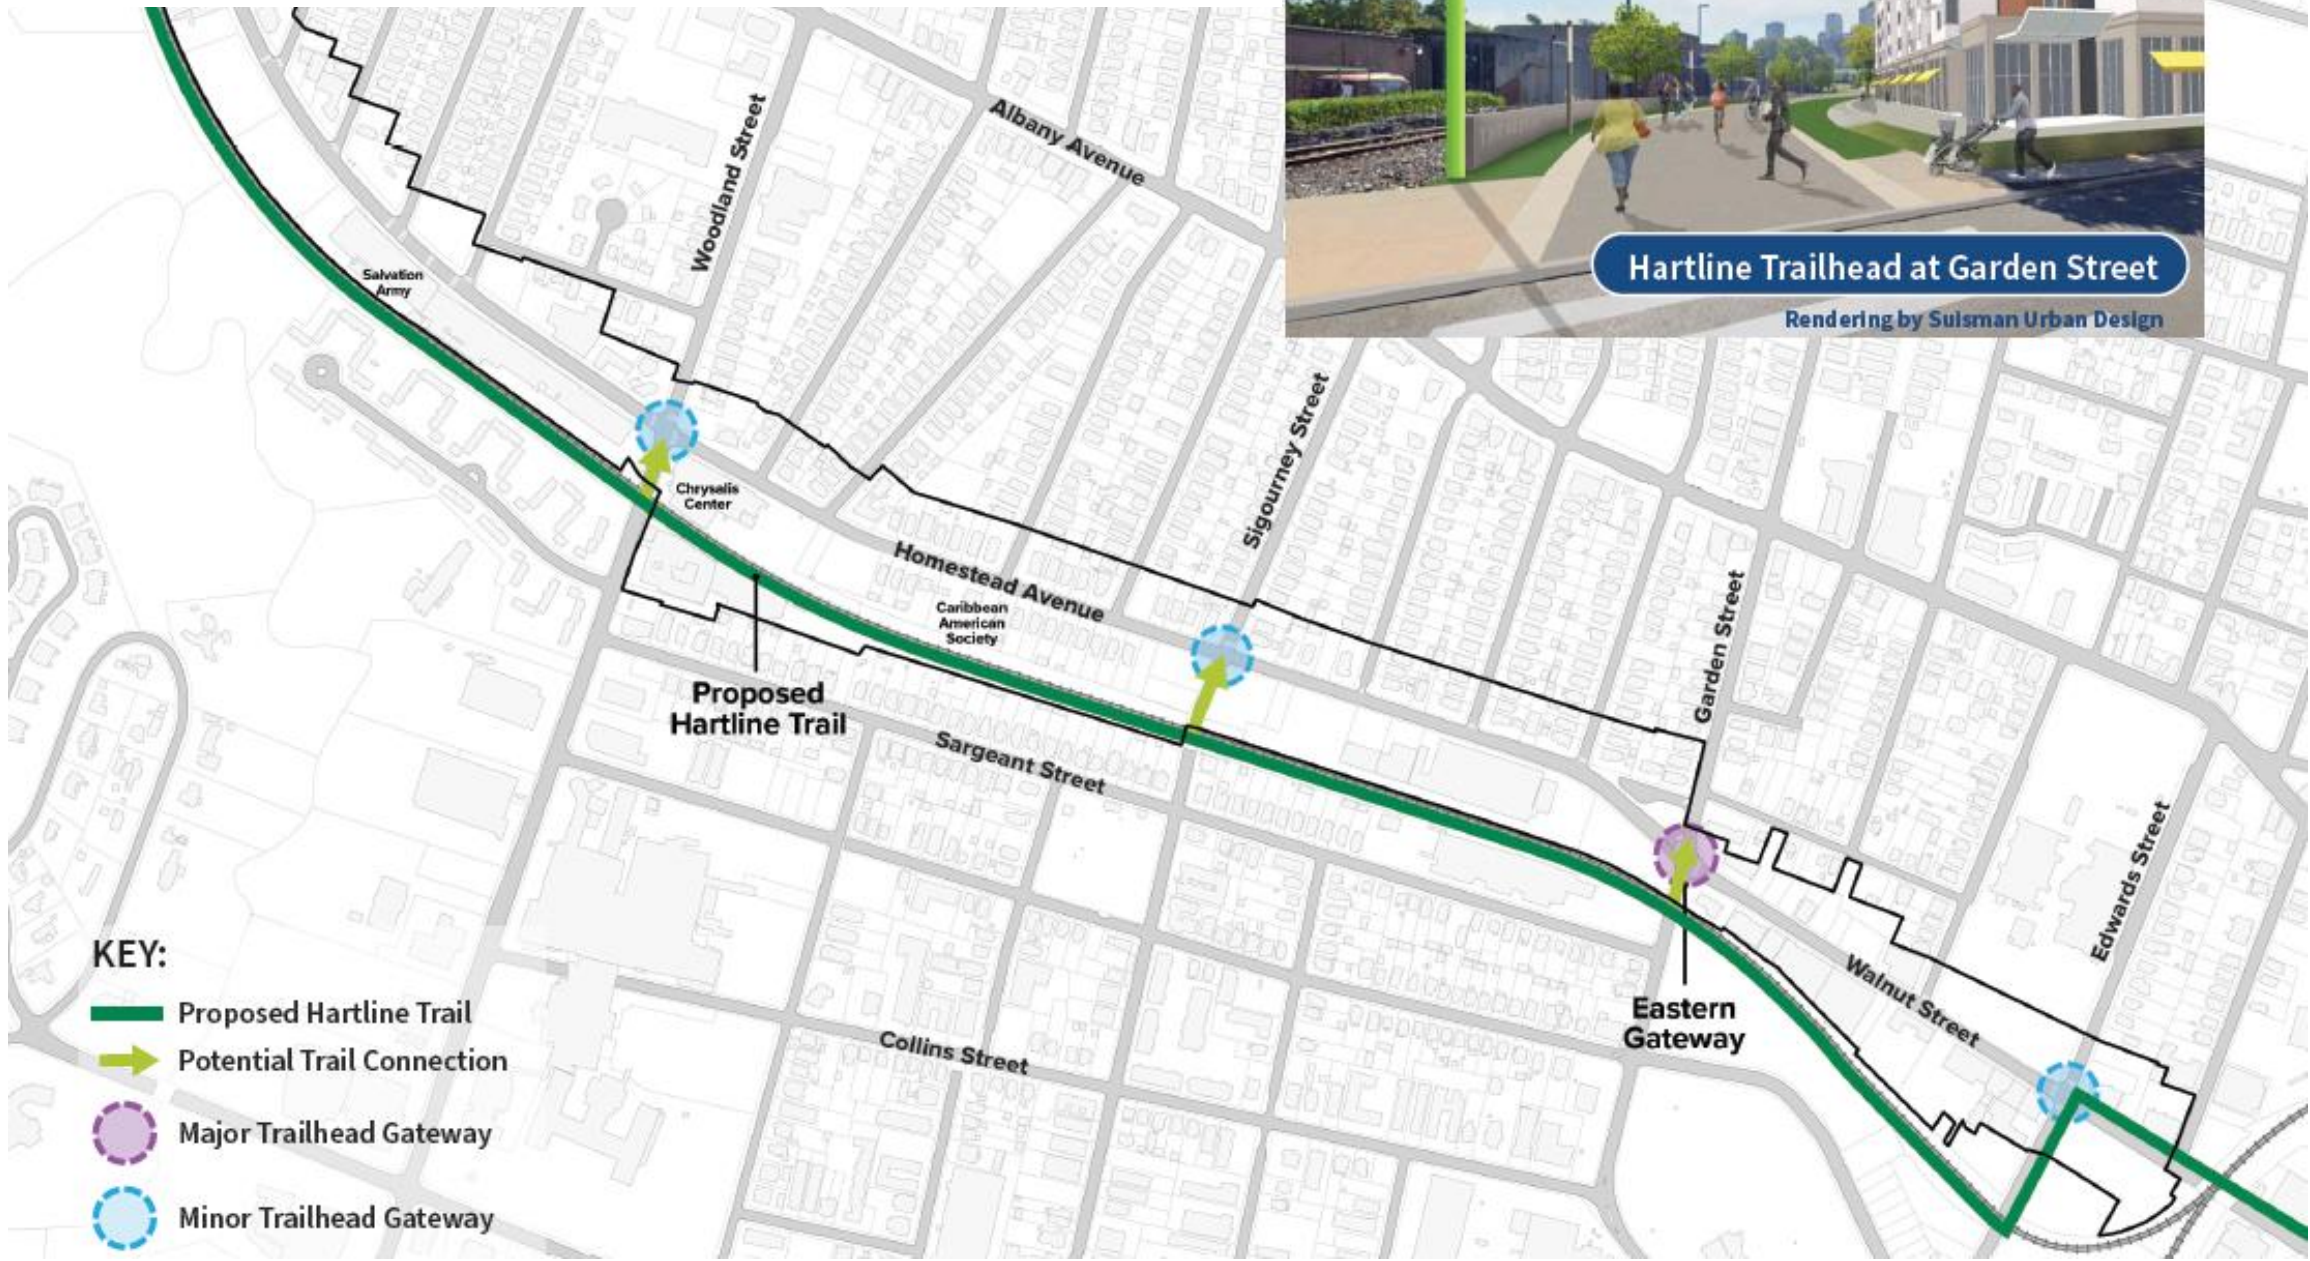 Albany Avenue
Woodland Street
Hartline Trailhead at Garden Street
Rendering by Suisman Urban Design
Salvation
Army
Sigourney Street
Chrysalis
Center
Homestead Avenue
Caribbean
American
Society
Garden Street
Proposed
Hartline Trail
Sargeant Street
Edwards Street
Walnut Street
Eastern
Gateway
Collins Street
KEY:
Proposed Hartline Trail
Potential Trail Connection
Major Trailhead Gateway
Minor Trailhead Gateway